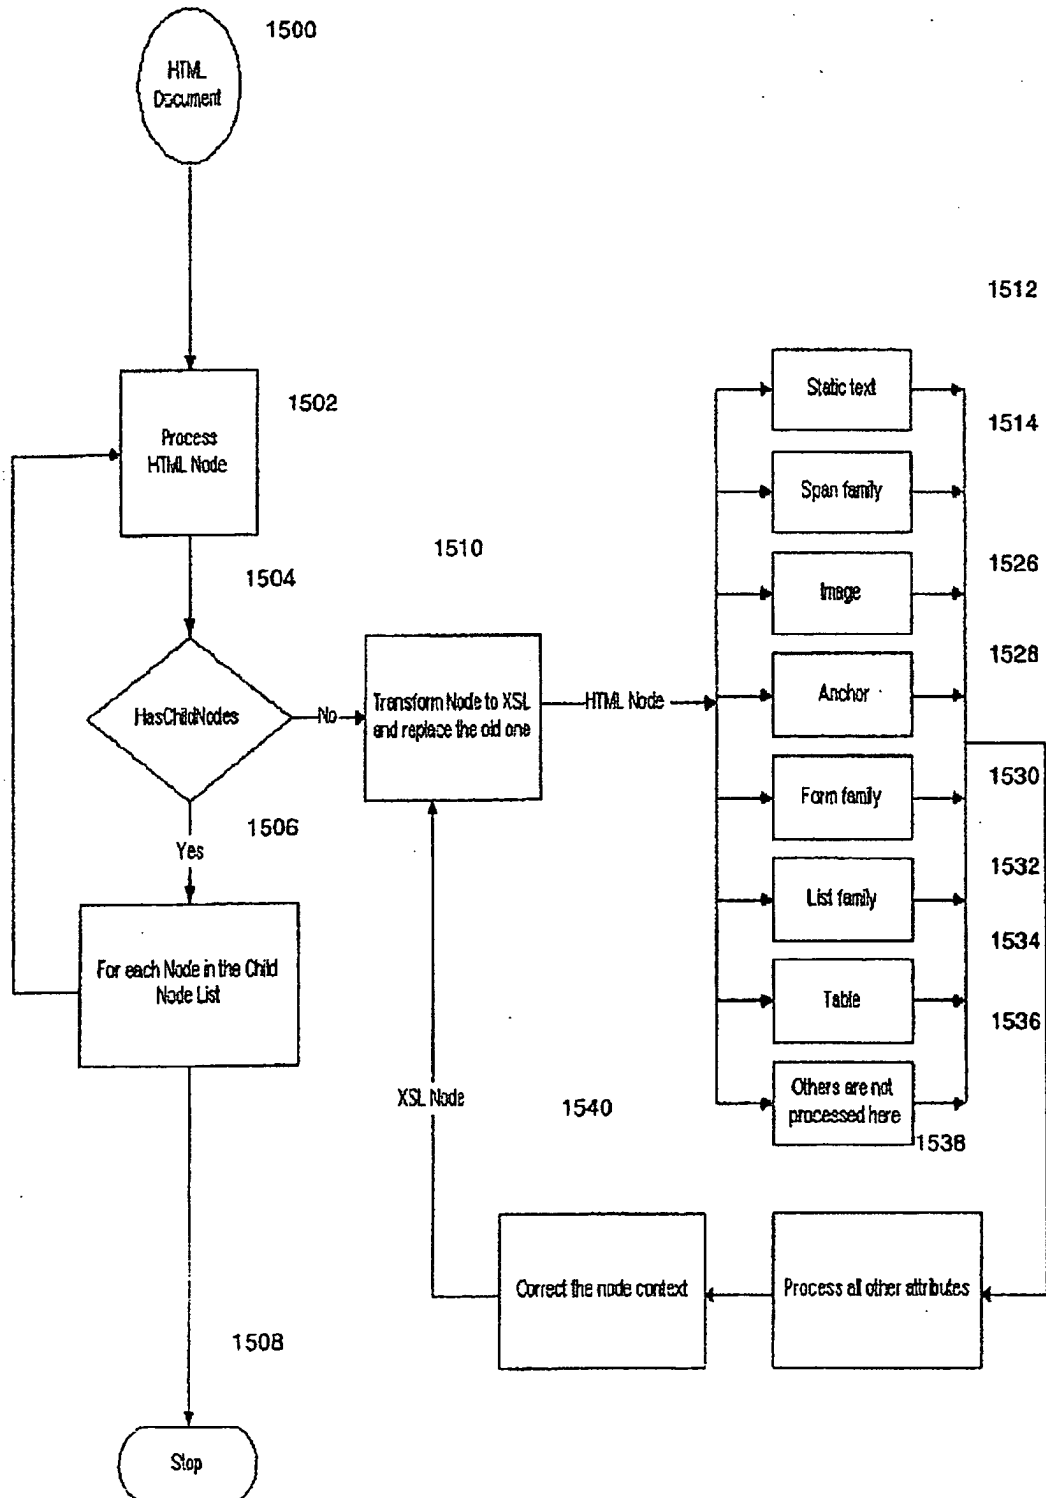 1500
HTML
Document
1502
Process
HTML Node
1504
HasChildNodes
No
1506
Yes
For each Node in the Child
Node List
1508
Stop
1510
Transform Node to XSL
and replace the old one
HTML Node
1512
Static text
1514
Span family
1526
Image
1528
Anchor
1530
Form family
1532
List family
1534
Table
1536
Others are not
processed here
1538
Process all other attributes
1540
Correct the node context
XSL Node